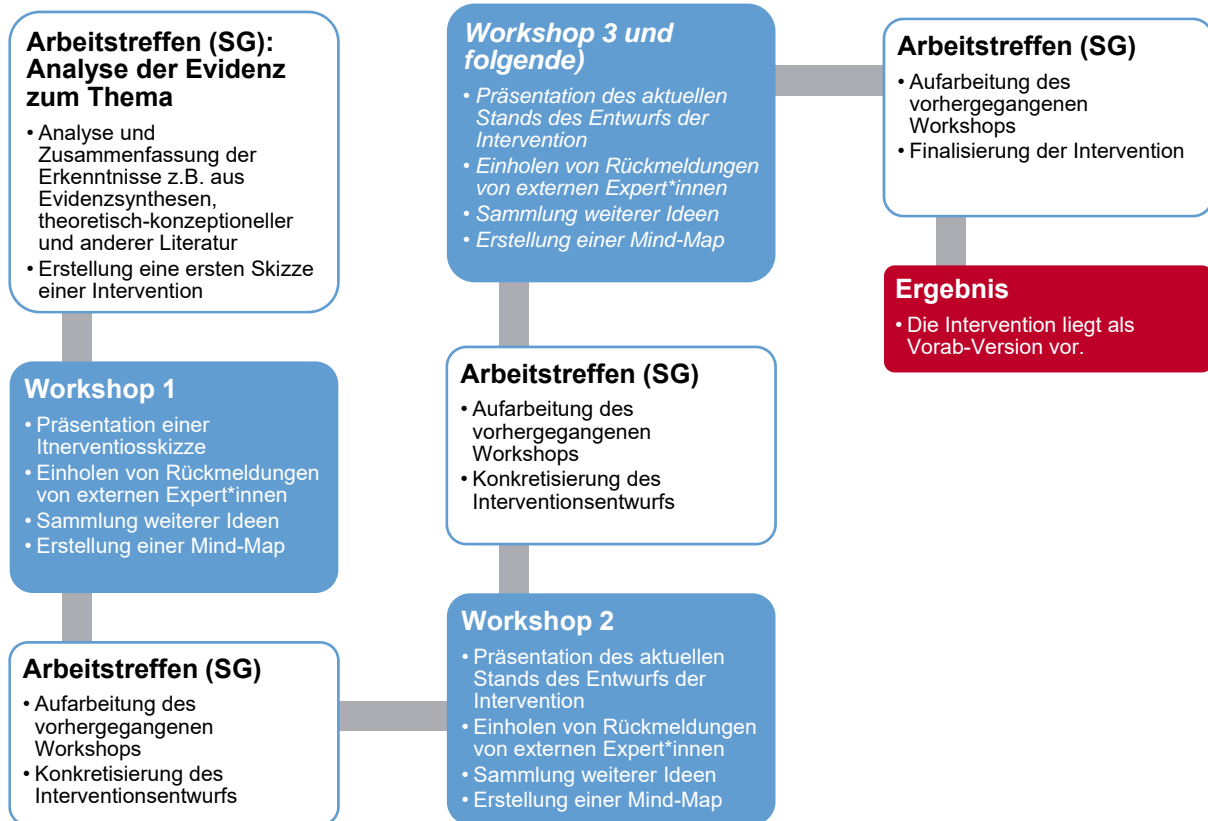 Arbeitstreffen (SG):
Analyse der Evidenz
zum Thema
• Analyse und
Zusammenfassung der
Erkenntnisse z.B. aus
Evidenzsynthesen,
theoretisch-konzeptioneller
und anderer Literatur
• Erstellung eine ersten Skizze
einer Intervention
Workshop 1
• Präsentation einer
Itnerventiosskizze
• Einholen von Rückmeldungen
von externen Expert*innen
• Sammlung weiterer Ideen
• Erstellung einer Mind-Map
Arbeitstreffen (SG)
• Aufarbeitung des
vorhergegangenen
Workshops
• Konkretisierung des
Interventionsentwurfs
Workshop 2
• Präsentation des aktuellen
Stands des Entwurfs der
Intervention
• Einholen von Rückmeldungen
von externen Expert*innen
• Sammlung weiterer Ideen
• Erstellung einer Mind-Map
Arbeitstreffen (SG)
• Aufarbeitung des
vorhergegangenen
Workshops
• Konkretisierung des
Interventionsentwurfs
Workshop 3 und
folgende)
• Präsentation des aktuellen
Stands des Entwurfs der
Intervention
• Einholen von Rückmeldungen
von externen Expert*innen
• Sammlung weiterer Ideen
• Erstellung einer Mind-Map
Arbeitstreffen (SG)
• Aufarbeitung des
vorhergegangenen
Workshops
• Finalisierung der Intervention
Ergebnis
• Die Intervention liegt als
Vorab-Version vor.